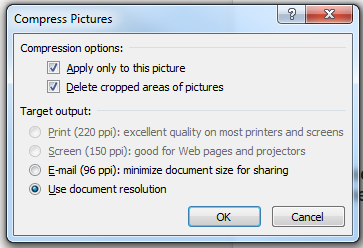 Compress Pictures
Compression options:
Apply only to this picture
Delete cropped areas of pictures
Target output:
Print (220 ppi): excellent quality on most printers and screens
Screen (150 ppi): good for Web pages and projectors
E-mail (96 ppi): minimize document size for sharing
Use document resolution
OK Cancel